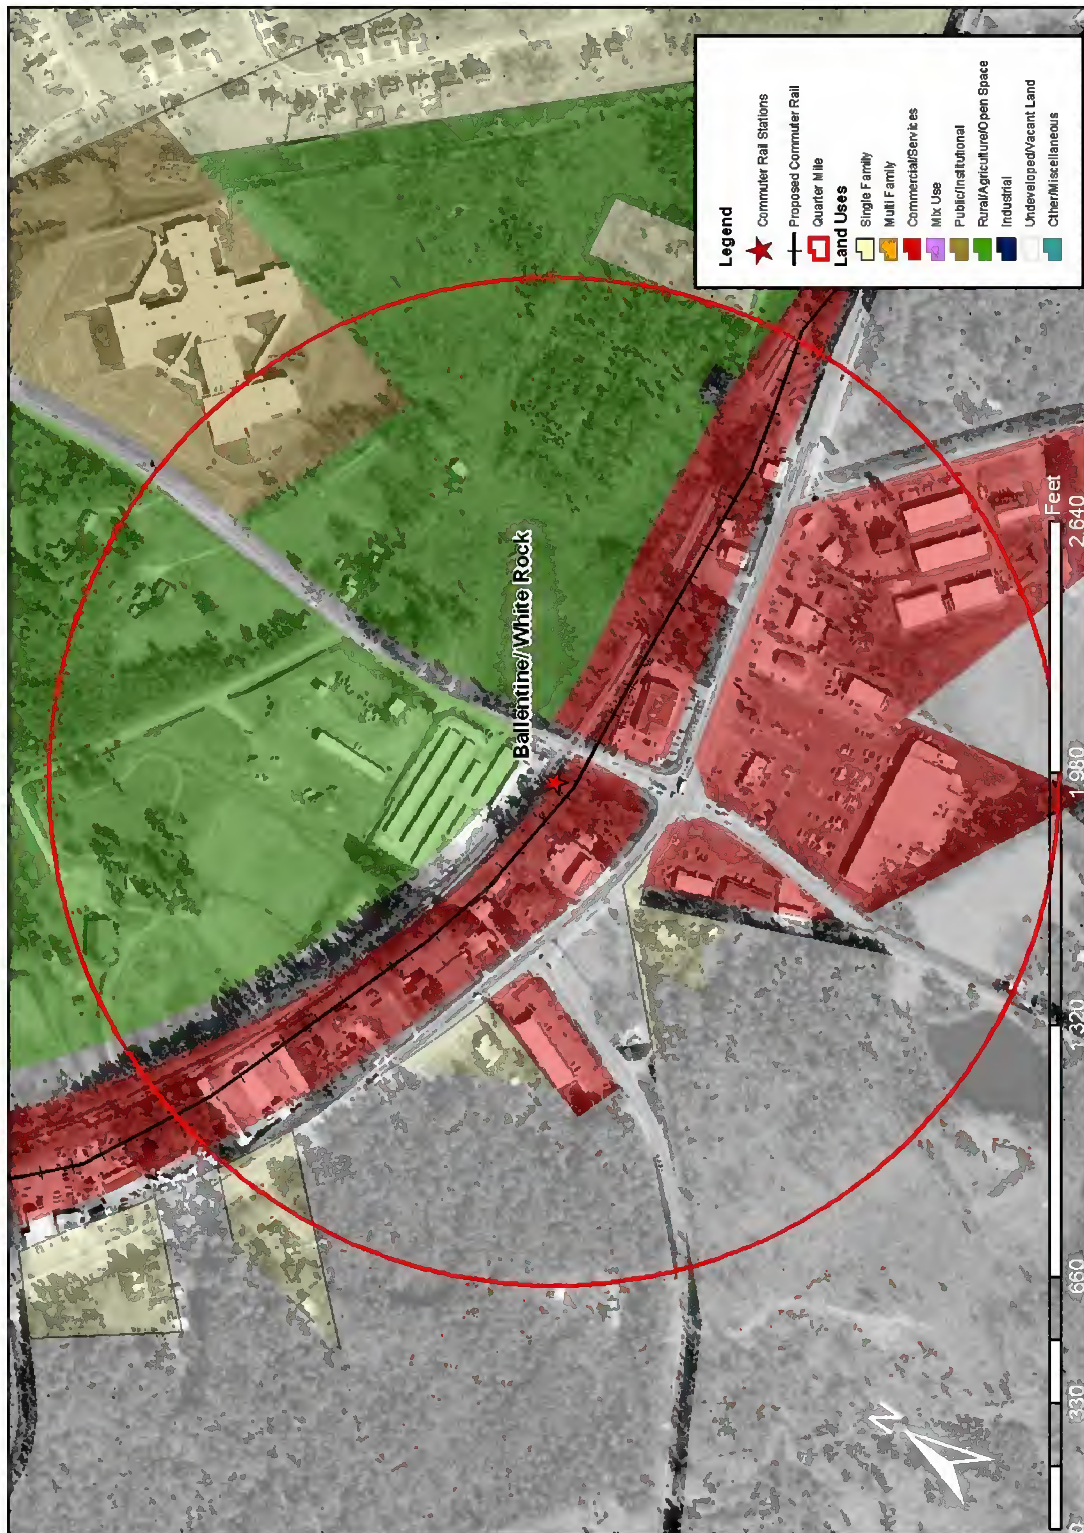 Ballentine/ White Rock
Legend
Commuter Rail Stations
Proposed Commuter Rail
Quarter Mile
Land Uses
Single Family
Multi Family
Commercial/Services
Mix Use
Public/Institutional
Rural/Agriculture/Open Space
Industrial
Undeveloped/Vacant Land
Other/Miscellaneous
N
0 330 660 1,320 1,980 2,640
Feet